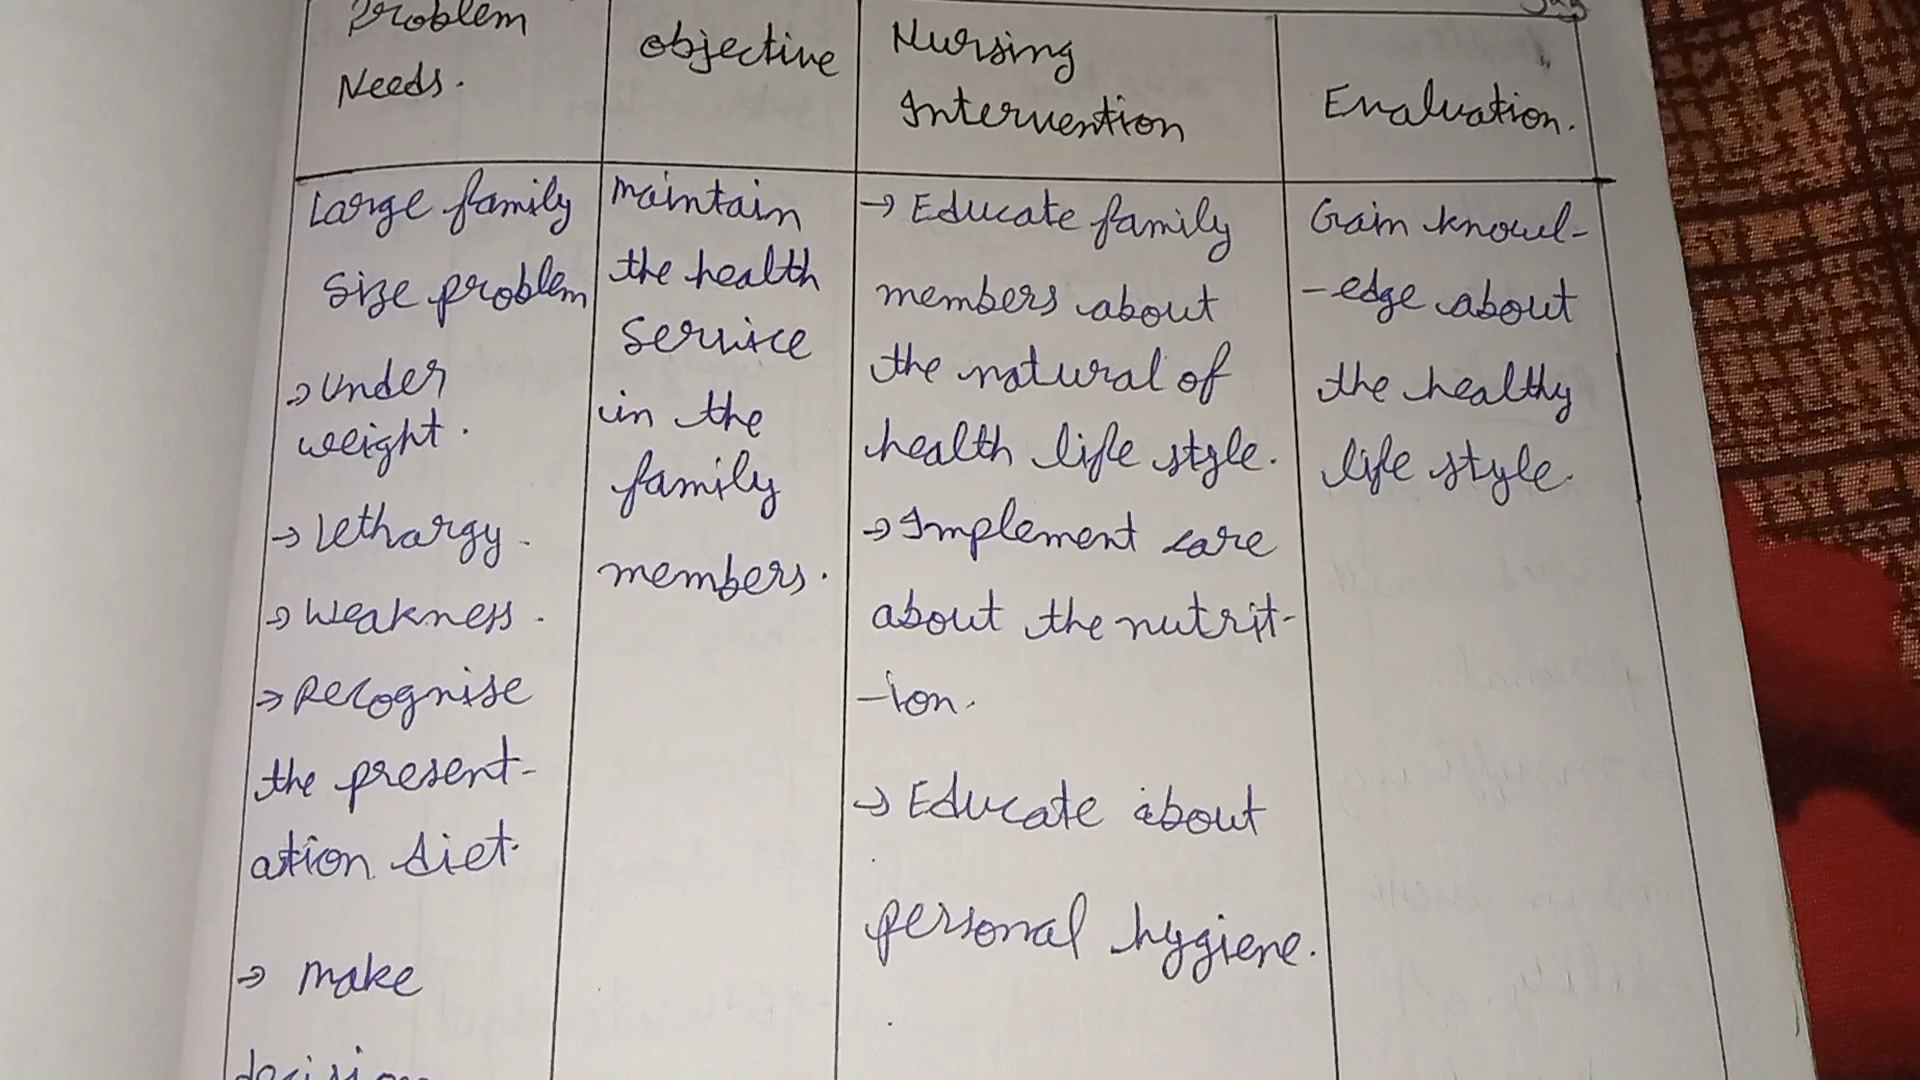 Problem
Needs.
objective
Nursing
Intervention
Evaluation.
Large family
size problem
→ under
weight.
→ Lethargy.
→ weakness.
→ Recognise
the present-
ation diet.
→ make
decision
maintain
the health
service
in the
family
members.
→ Educate family
members about
the natural of
health life style.
→ Implement care
about the nutrit-
-ion.
→ Educate about
personal hygiene.
Gain knowl-
-edge about
the healthy
life style.